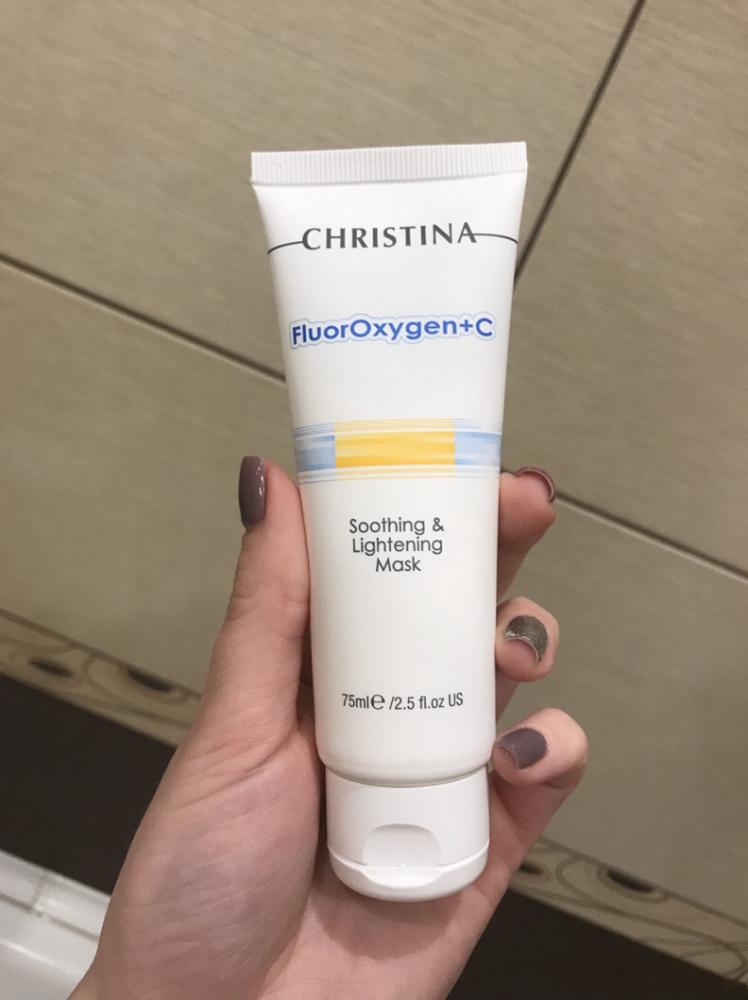 CHRISTINA
FluorOxygen+C
Soothing &
Lightening
Mask
75ml℮ /2.5 fl.oz US